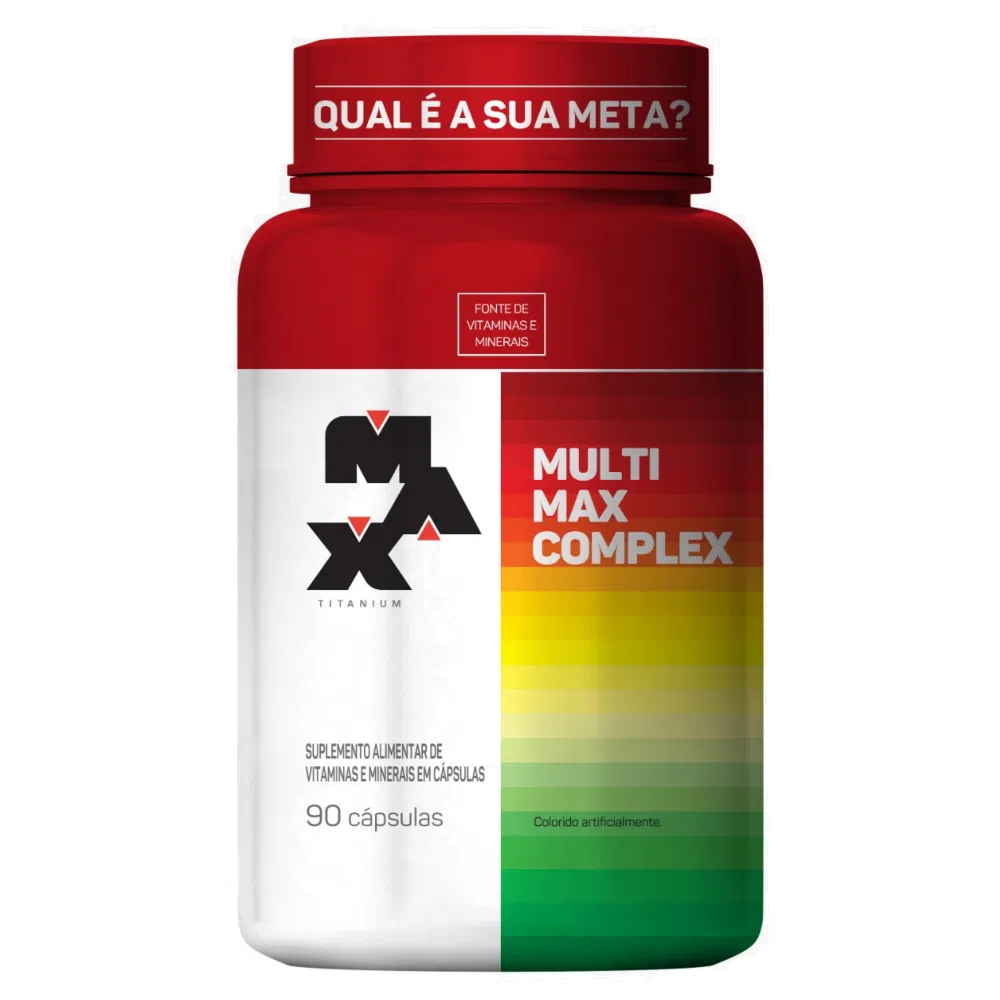 QUAL É A SUA META?
FONTE DE
VITAMINAS E
MINERAIS
MAX
TITANIUM
MULTI
MAX
COMPLEX
SUPLEMENTO ALIMENTAR DE
VITAMINAS E MINERAIS EM CÁPSULAS
90 cápsulas
Colorido artificialmente.